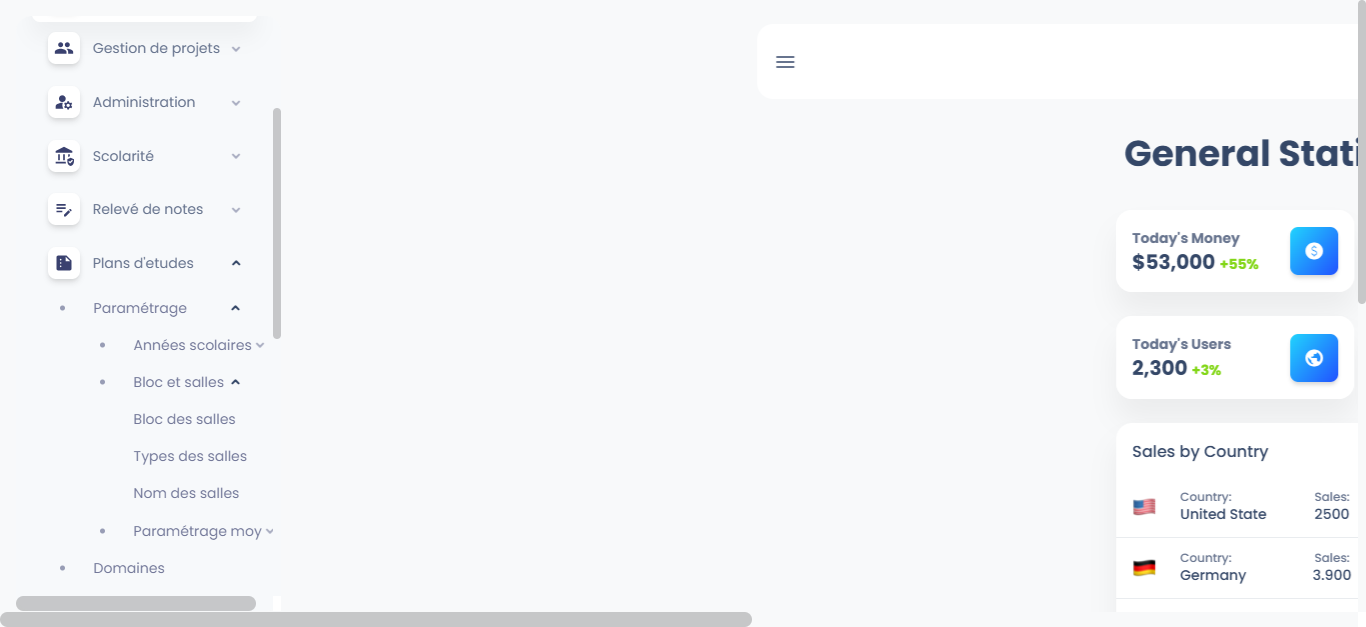 Gestion de projets
Administration
Scolarité
Relevé de notes
Plans d'etudes
Paramétrage
Années scolaires
Bloc et salles
Bloc des salles
Types des salles
Nom des salles
Paramétrage moy
Domaines
General Stati
Today's Money
$53,000 +55%
Today's Users
2,300 +3%
Sales by Country
Country: Sales:
United State 2500
Country: Sales:
Germany 3.900